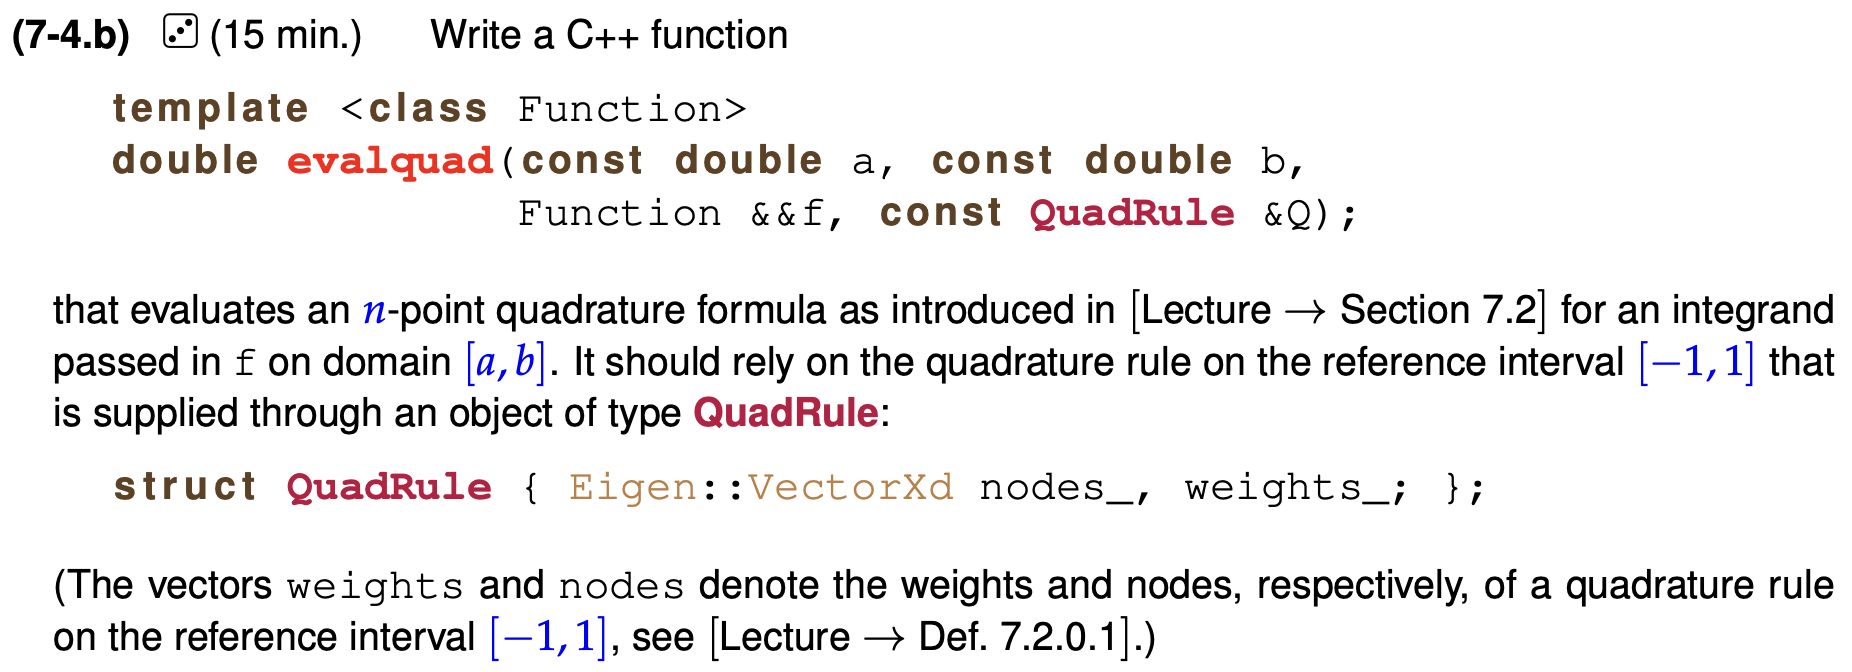 (7-4.b) ⚂ (15 min.) Write a C++ function
template <class Function>
double evalquad(const double a, const double b,
Function &&f, const QuadRule &Q);
that evaluates an n-point quadrature formula as introduced in [Lecture → Section 7.2] for an integrand
passed in f on domain [a, b]. It should rely on the quadrature rule on the reference interval [−1, 1] that
is supplied through an object of type QuadRule:
struct QuadRule { Eigen::VectorXd nodes_, weights_; };
(The vectors weights and nodes denote the weights and nodes, respectively, of a quadrature rule
on the reference interval [−1, 1], see [Lecture → Def. 7.2.0.1].)